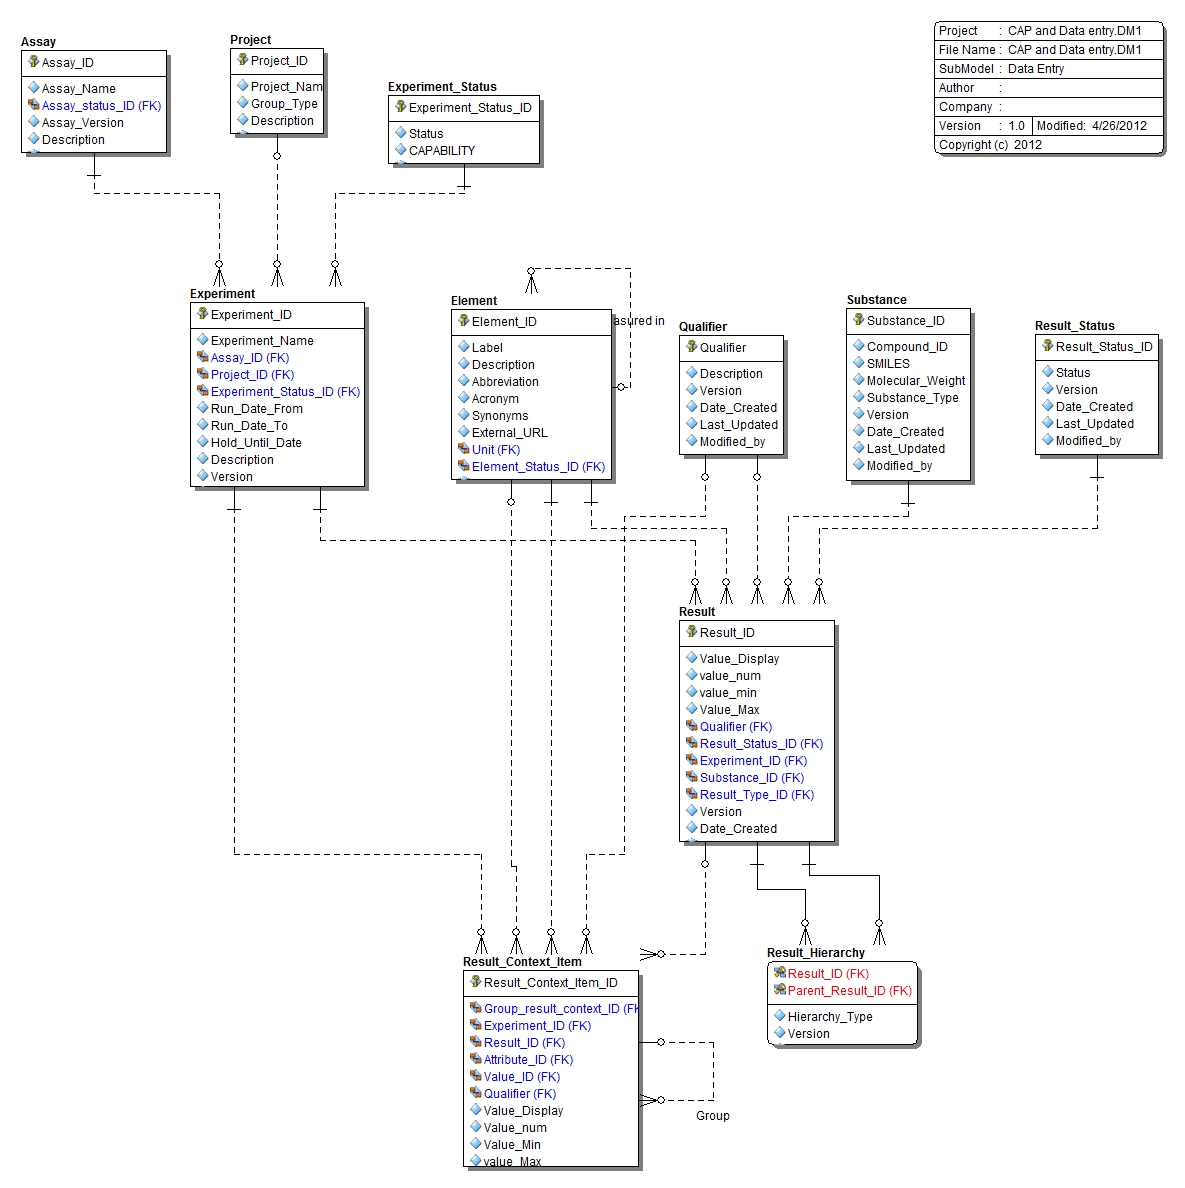 Assay
Assay_ID
Assay_Name
Assay_status_ID (FK)
Assay_Version
Description
Project
Project_ID
Project_Nam
Group_Type
Description
Experiment_Status
Experiment_Status_ID
Status
CAPABILITY
Project : CAP and Data entry.DM1
File Name : CAP and Data entry.DM1
SubModel : Data Entry
Author :
Company :
Version : 1.0 Modified: 4/26/2012
Copyright (c) 2012
Experiment
Experiment_ID
Experiment_Name
Assay_ID (FK)
Project_ID (FK)
Experiment_Status_ID (FK)
Run_Date_From
Run_Date_To
Hold_Until_Date
Description
Version
Element
Element_ID
Label
Description
Abbreviation
Acronym
Synonyms
External_URL
Unit (FK)
Element_Status_ID (FK)
asured in
Qualifier
Qualifier
Description
Version
Date_Created
Last_Updated
Modified_by
Substance
Substance_ID
Compound_ID
SMILES
Molecular_Weight
Substance_Type
Version
Date_Created
Last_Updated
Modified_by
Result_Status
Result_Status_ID
Status
Version
Date_Created
Last_Updated
Modified_by
Result
Result_ID
Value_Display
value_num
value_min
Value_Max
Qualifier (FK)
Result_Status_ID (FK)
Experiment_ID (FK)
Substance_ID (FK)
Result_Type_ID (FK)
Version
Date_Created
Result_Context_Item
Result_Context_Item_ID
Group_result_context_ID (FK
Experiment_ID (FK)
Result_ID (FK)
Attribute_ID (FK)
Value_ID (FK)
Qualifier (FK)
Value_Display
Value_num
Value_Min
value_Max
Group
Result_Hierarchy
Result_ID (FK)
Parent_Result_ID (FK)
Hierarchy_Type
Version